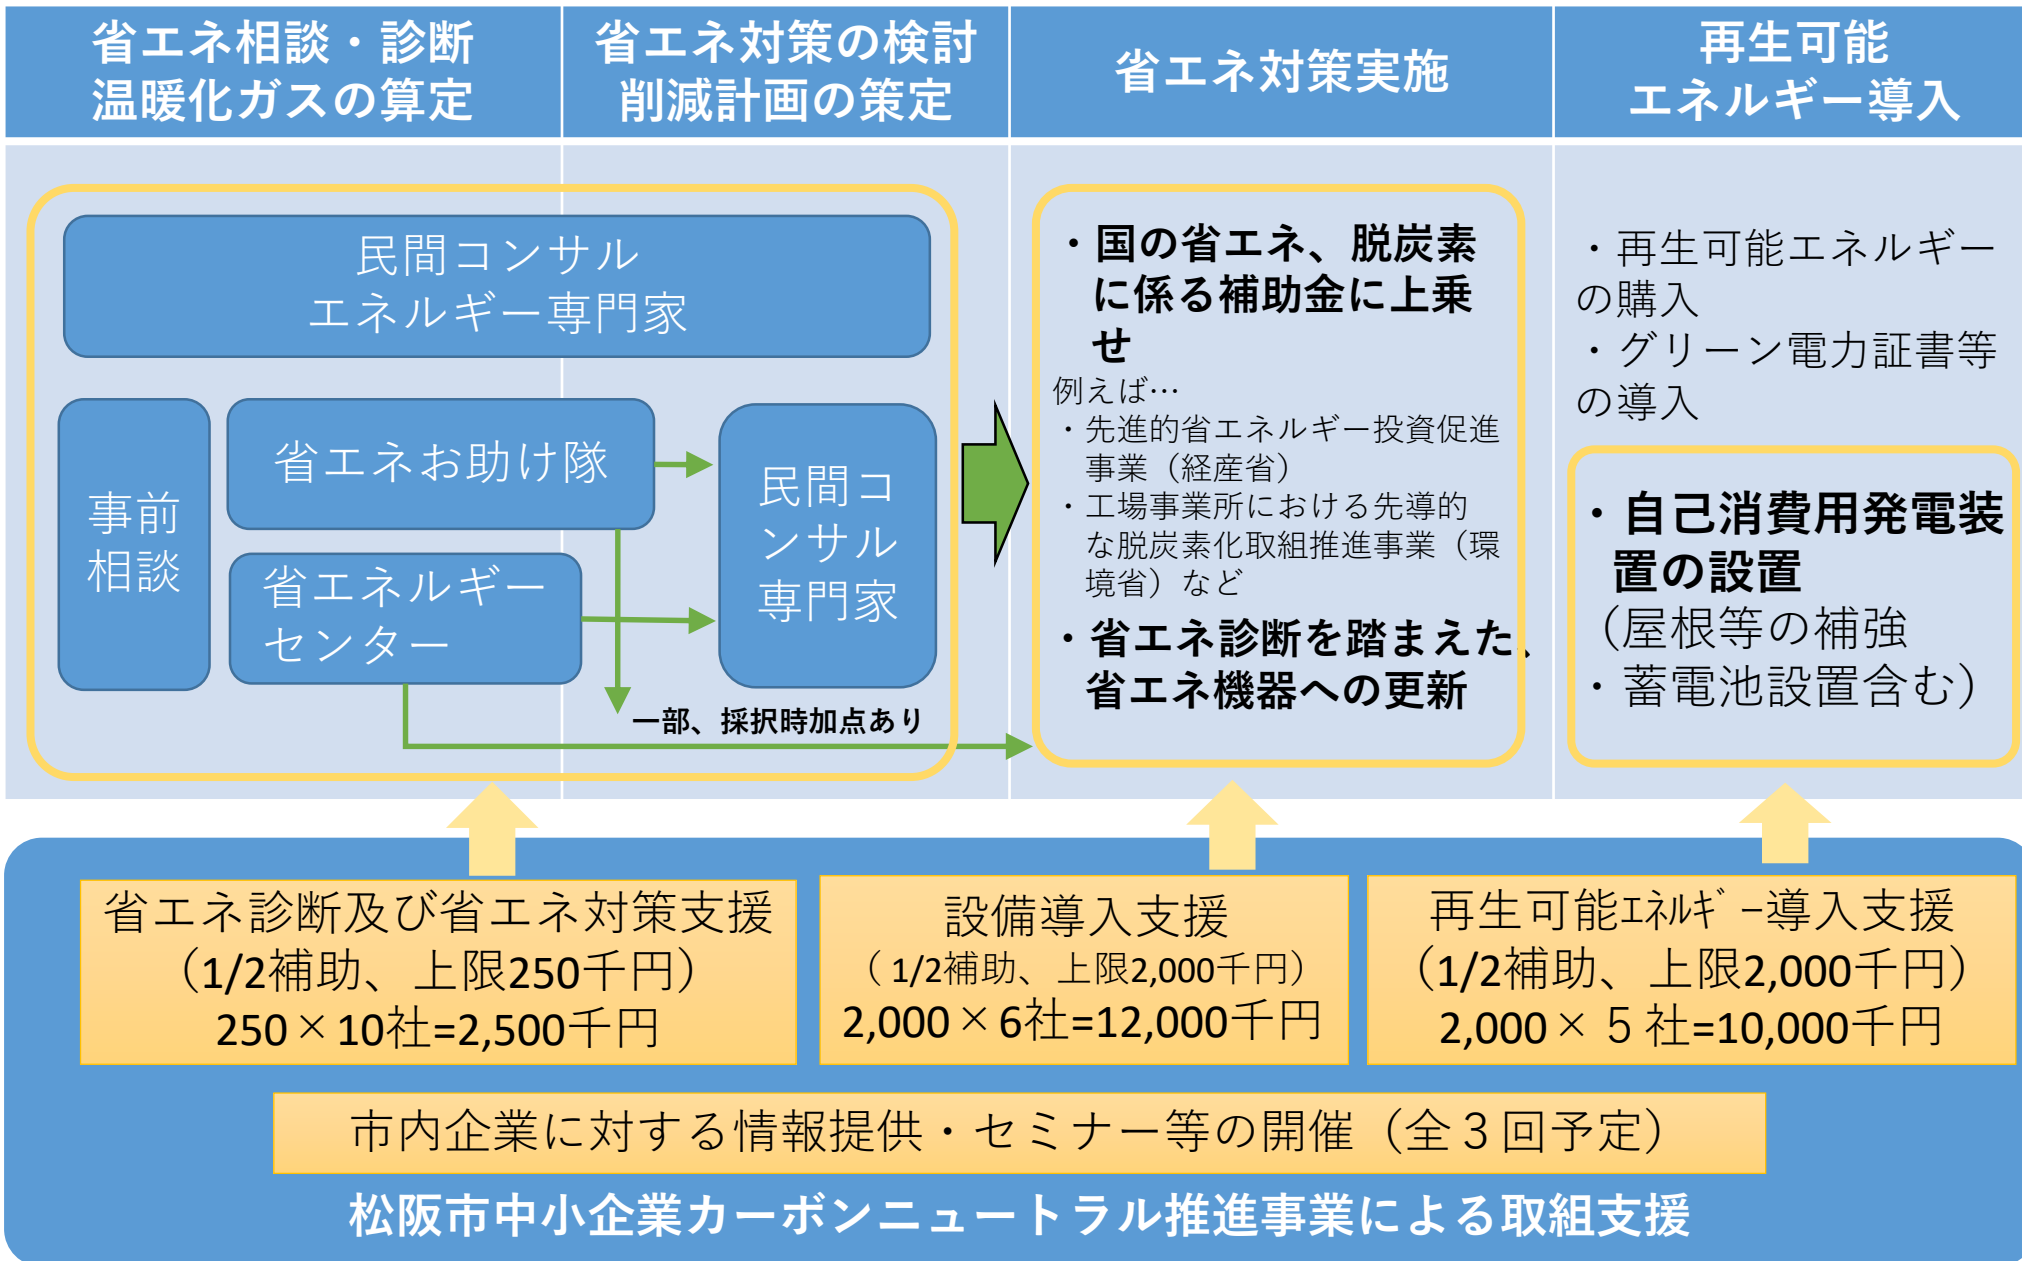 省エネ相談・診断
温暖化ガスの算定
省エネ対策の検討
削減計画の策定
省エネ対策実施
再生可能
エネルギー導入
民間コンサル
エネルギー専門家
事前
相談
省エネお助け隊
省エネルギー
センター
民間コ
ンサル
専門家
一部、採択時加点あり
・国の省エネ、脱炭素
に係る補助金に上乗
せ
例えば…
・先進的省エネルギー投資促進
事業（経産省）
・工場事業所における先導的
な脱炭素化取組推進事業（環
境省）など
・省エネ診断を踏まえた、
省エネ機器への更新
・再生可能エネルギー
の購入
・グリーン電力証書等
の導入
・自己消費用発電装
置の設置
（屋根等の補強
・蓄電池設置含む）
省エネ診断及び省エネ対策支援
（1/2補助、上限250千円）
250×10社=2,500千円
設備導入支援
（1/2補助、上限2,000千円）
2,000×6社=12,000千円
再生可能ｴﾈﾙｷﾞｰ導入支援
（1/2補助、上限2,000千円）
2,000×５社=10,000千円
市内企業に対する情報提供・セミナー等の開催（全３回予定）
松阪市中小企業カーボンニュートラル推進事業による取組支援